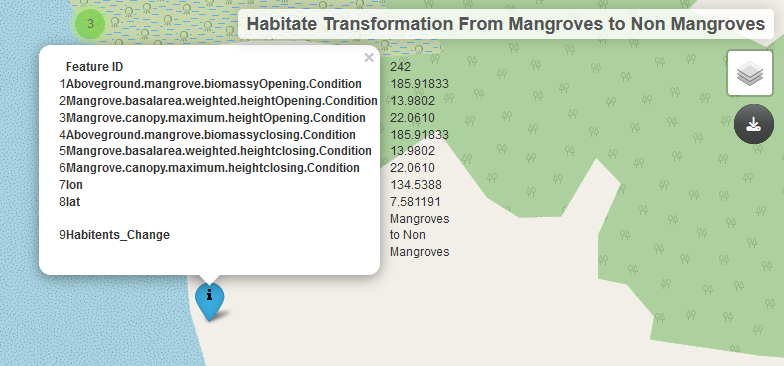 3
Habitate Transformation From Mangroves to Non Mangroves
×
Feature ID 242
1Aboveground.mangrove.biomassyOpening.Condition 185.91833
2Mangrove.basalarea.weighted.heightOpening.Condition 13.9802
3Mangrove.canopy.maximum.heightOpening.Condition 22.0610
4Aboveground.mangrove.biomassyclosing.Condition 185.91833
5Mangrove.basalarea.weighted.heightclosing.Condition 13.9802
6Mangrove.canopy.maximum.heightclosing.Condition 22.0610
7lon 134.5388
8lat 7.581191
9Habitents_Change Mangroves
to Non
Mangroves
i